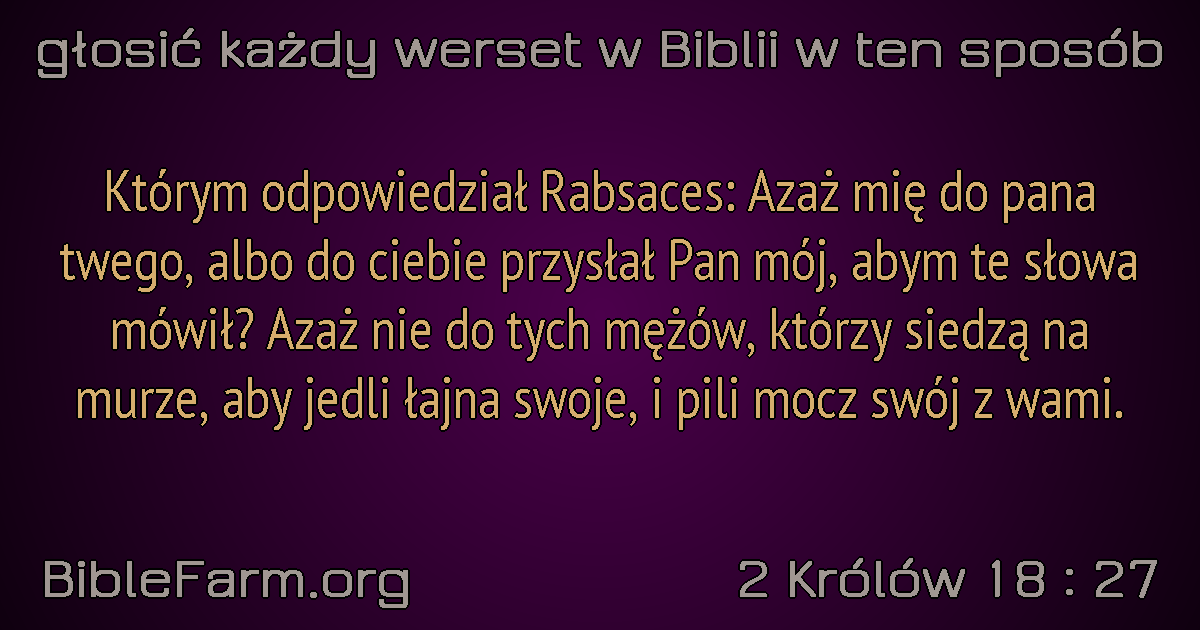 głosić każdy werset w Biblii w ten sposób
Którym odpowiedział Rabsaces: Azaż mię do pana
twego, albo do ciebie przysłał Pan mój, abym te słowa
mówił? Azaż nie do tych mężów, którzy siedzą na
murze, aby jedli łajna swoje, i pili mocz swój z wami.
BibleFarm.org
2 Królów 18 : 27